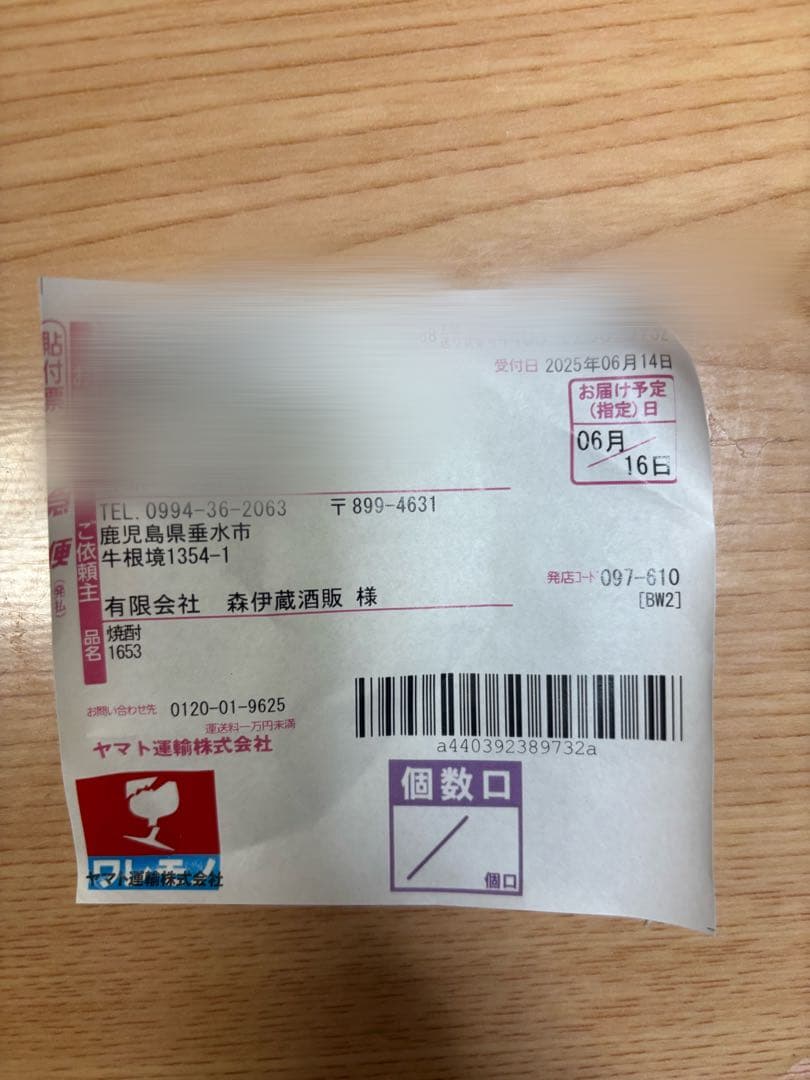 貼付票
受付日 2025年06月14日
お届け予定
(指定)日
06月
16日
TEL. 0994-36-2063 〒899-4631
鹿児島県垂水市
牛根境1354-1
ご依頼主
便
(発払)
発店コード 097-610
[BW2]
有限会社 森伊蔵酒販 様
品名
焼酎
1653
お問い合わせ先 0120-01-9625
運送料一万円未満
ヤマト運輸株式会社
a440392389732a
個数口
/
個口
ワレモノ
ヤマト運輸株式会社